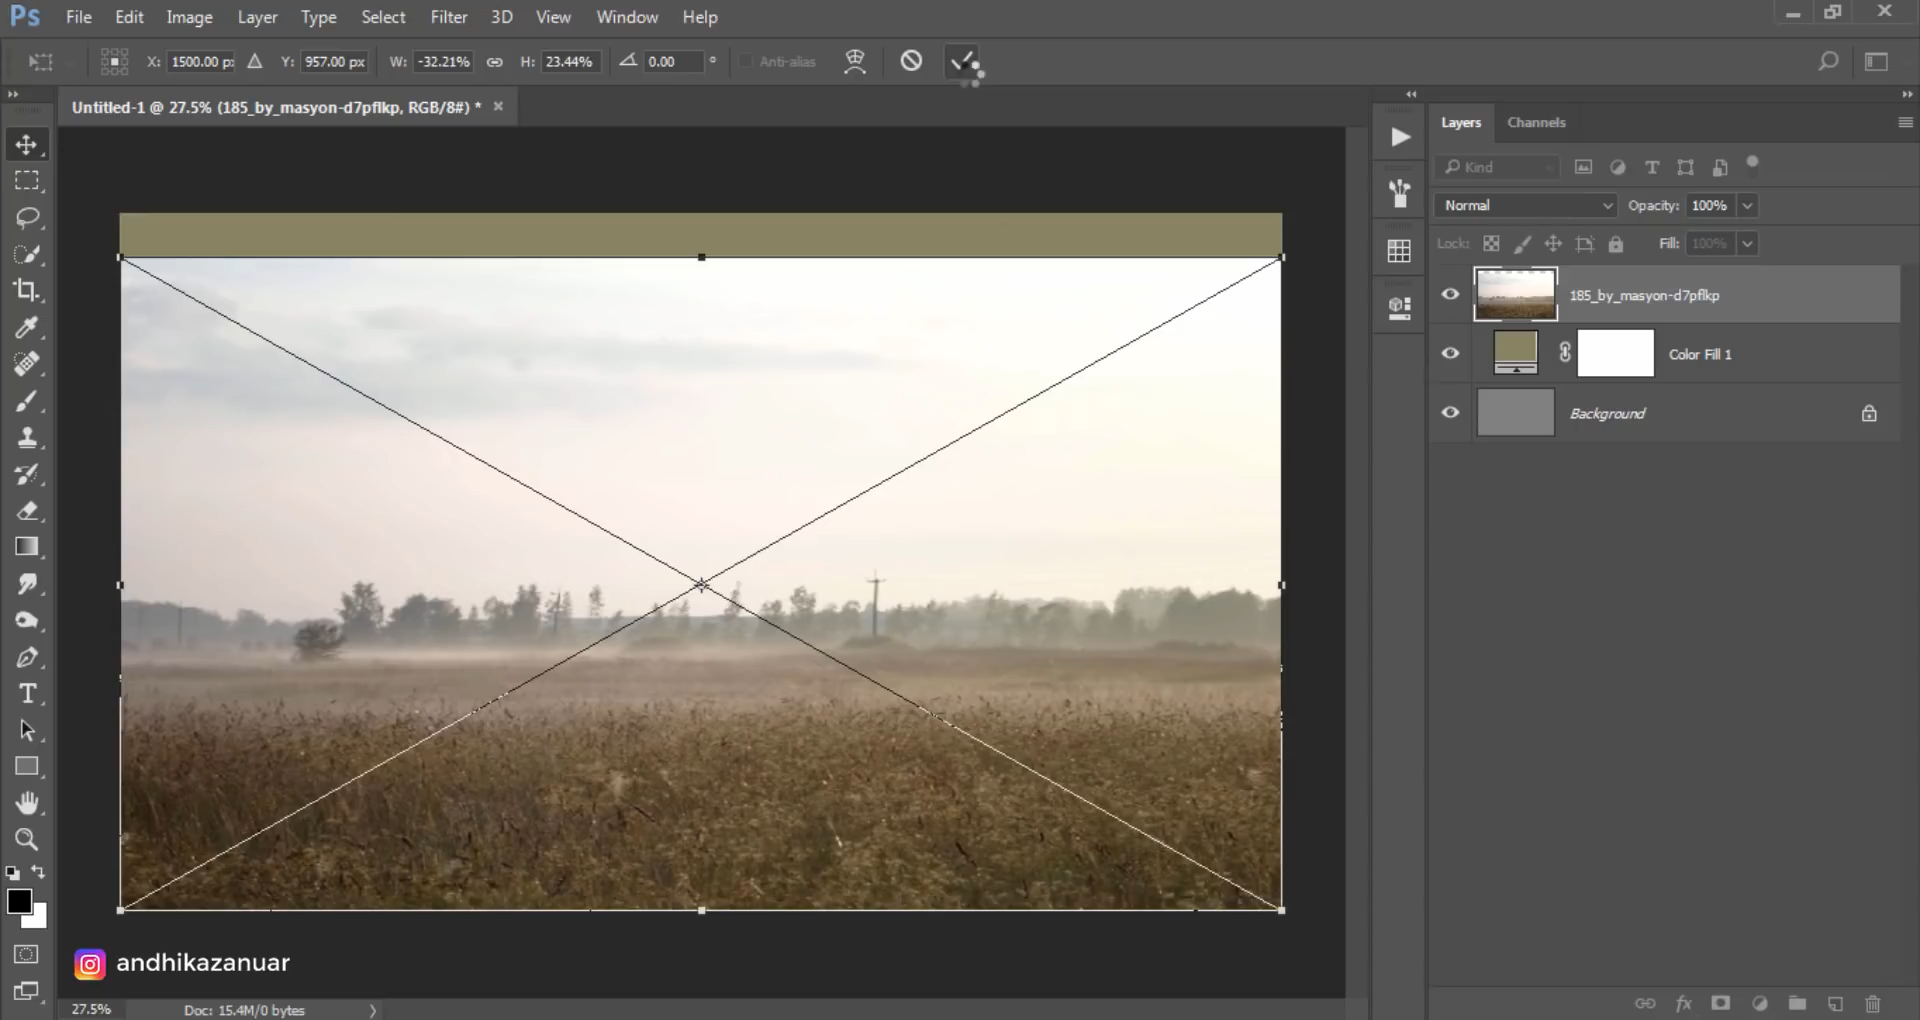 Ps File Edit Image Layer Type Select Filter 3D View Window Help
X: 1500.00 px Y: 957.00 px W: -32.21% H: 23.44% 0.00 ° Anti-alias
Untitled-1 @ 27.5% (185_by_masyon-d7pflkp, RGB/8#) * ×
Layers Channels
Kind
Normal Opacity: 100%
Lock: Fill: 100%
185_by_masyon-d7pflkp
Color Fill 1
Background
andhikazanuar
27.5% Doc: 15.4M/0 bytes